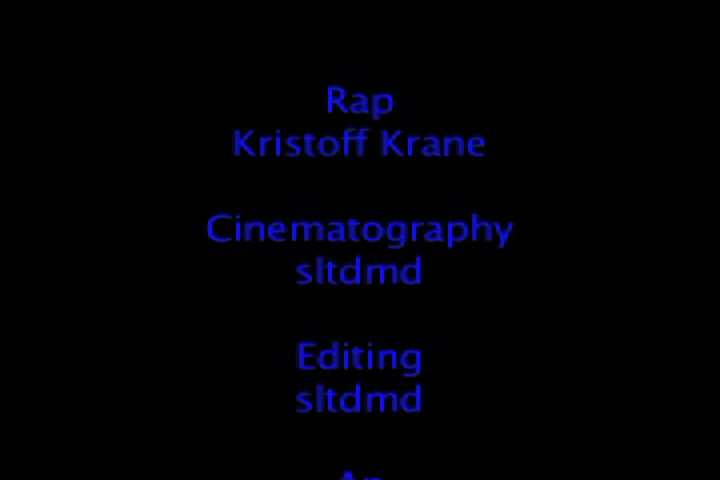 Rap
Kristoff Krane
Cinematography
sltdmd
Editing
sltdmd